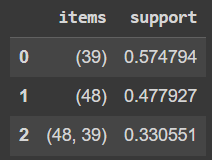 items support
0 (39) 0.574794
1 (48) 0.477927
2 (48, 39) 0.330551